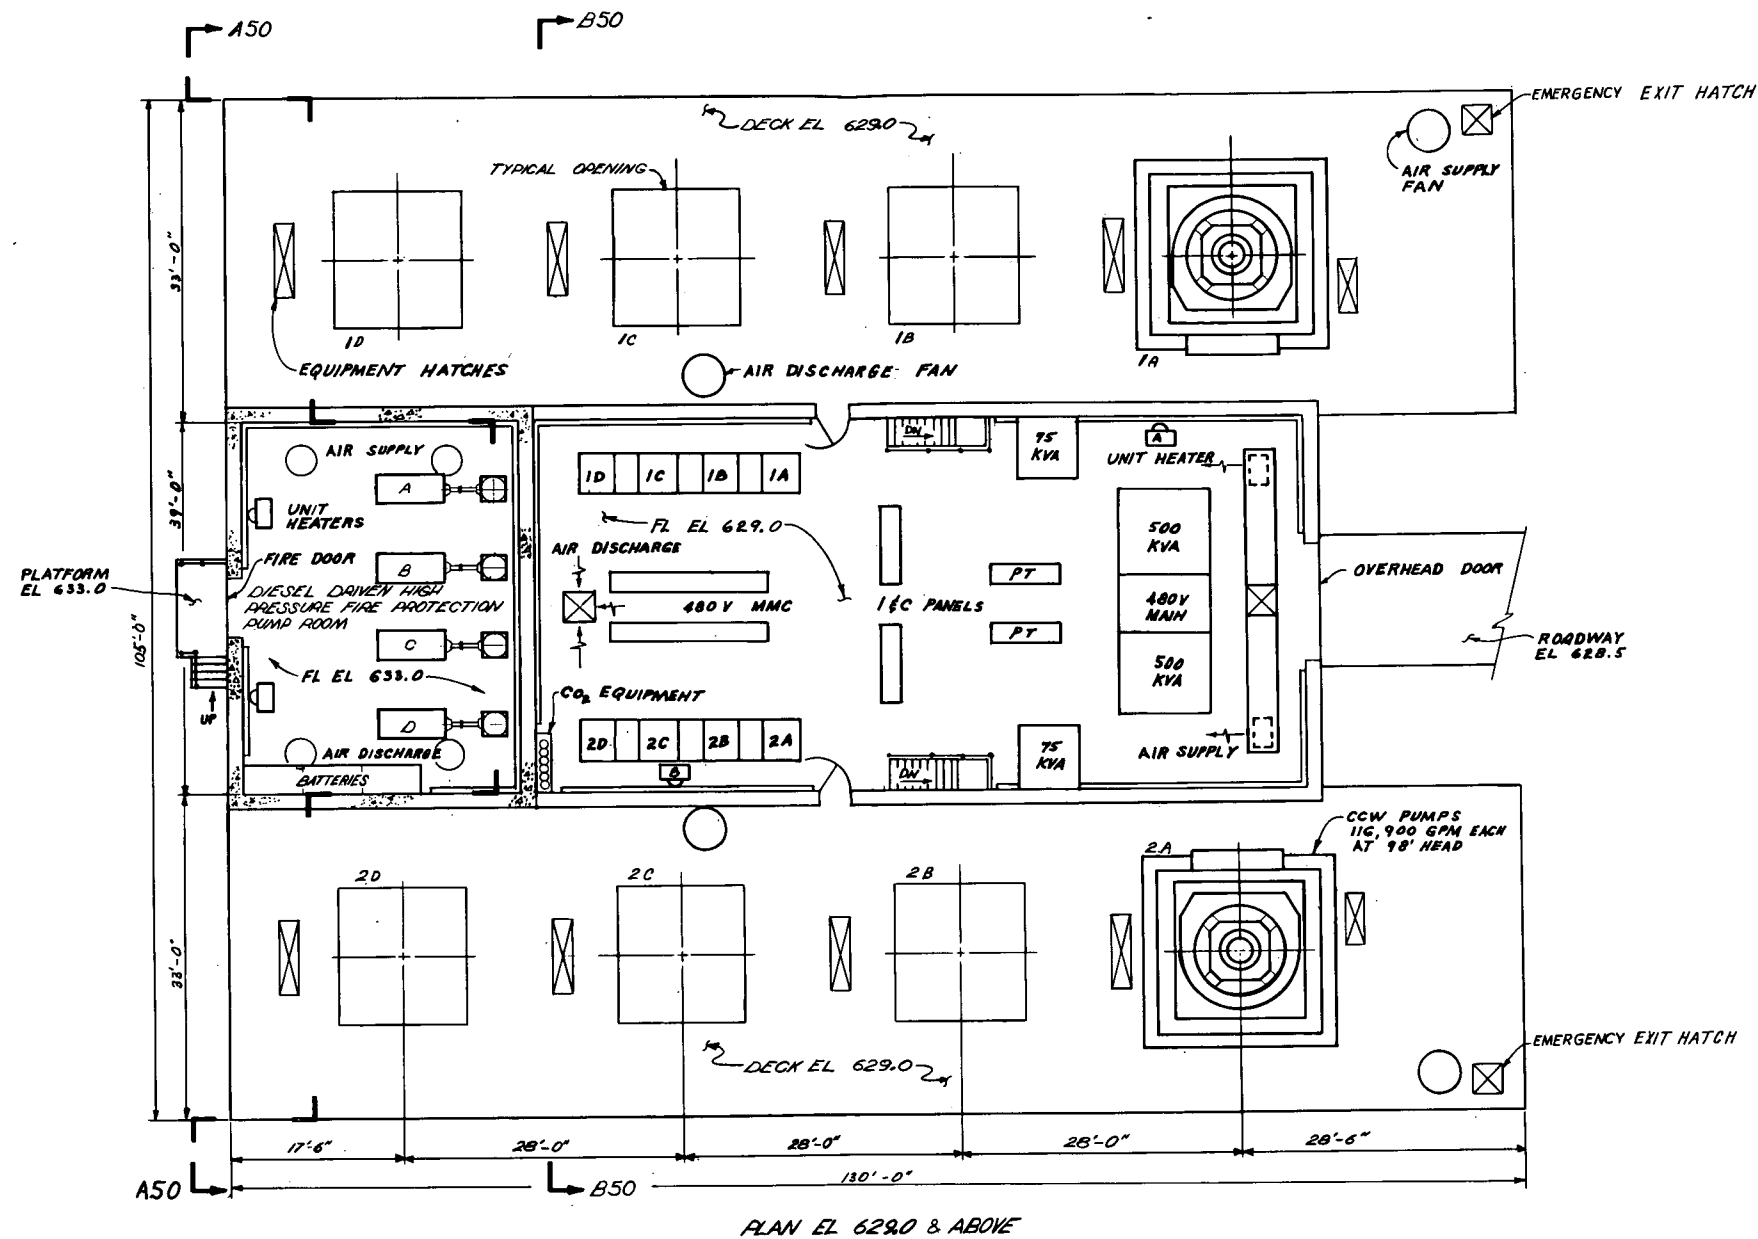 A50
B50
EMERGENCY EXIT HATCH
DECK EL 629.0
AIR SUPPLY
FAN
TYPICAL OPENING
33'-0"
1D
1C
1B
1A
EQUIPMENT HATCHES
AIR DISCHARGE FAN
AIR SUPPLY
A
UNIT
HEATERS
39'-0"
1D
1C
1B
1A
DN
75
KVA
A
UNIT HEATER
FL EL 629.0
AIR DISCHARGE
500
KVA
PLATFORM
EL 633.0
FIRE DOOR
B
DIESEL DRIVEN HIGH
PRESSURE FIRE PROTECTION
PUMP ROOM
480 V MMC
I&C PANELS
PT
480V
MAIN
OVERHEAD DOOR
105'-0"
C
PT
ROADWAY
EL 628.5
FL EL 633.0
500
KVA
UP
CO2 EQUIPMENT
D
AIR DISCHARGE
BATTERIES
2D
2C
2B
2A
B
DN
75
KVA
AIR SUPPLY
CCW PUMPS
116,900 GPM EACH
AT 98' HEAD
2D
2C
2B
2A
33'-0"
DECK EL 629.0
EMERGENCY EXIT HATCH
17'-6"
28'-0"
28'-0"
28'-0"
28'-6"
A50
B50
130'-0"
PLAN EL 629.0 & ABOVE